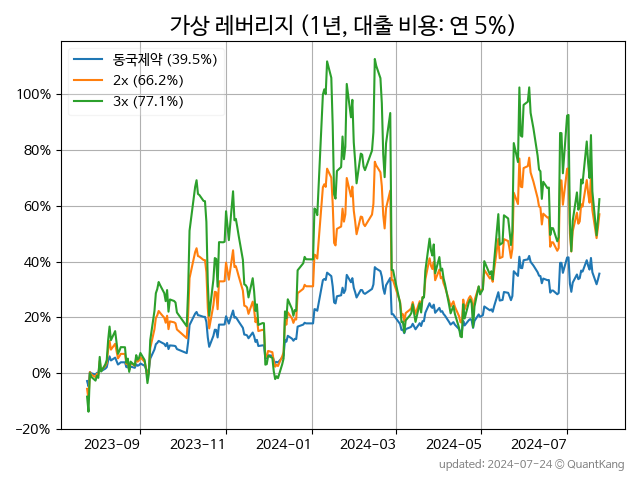 가상 레버리지 (1년, 대출 비용: 연 5%)
동국제약 (39.5%)
2x (66.2%)
3x (77.1%)
100%
80%
60%
40%
20%
0%
−20%
2023-09 2023-11 2024-01 2024-03 2024-05 2024-07
updated: 2024-07-24 © QuantKang